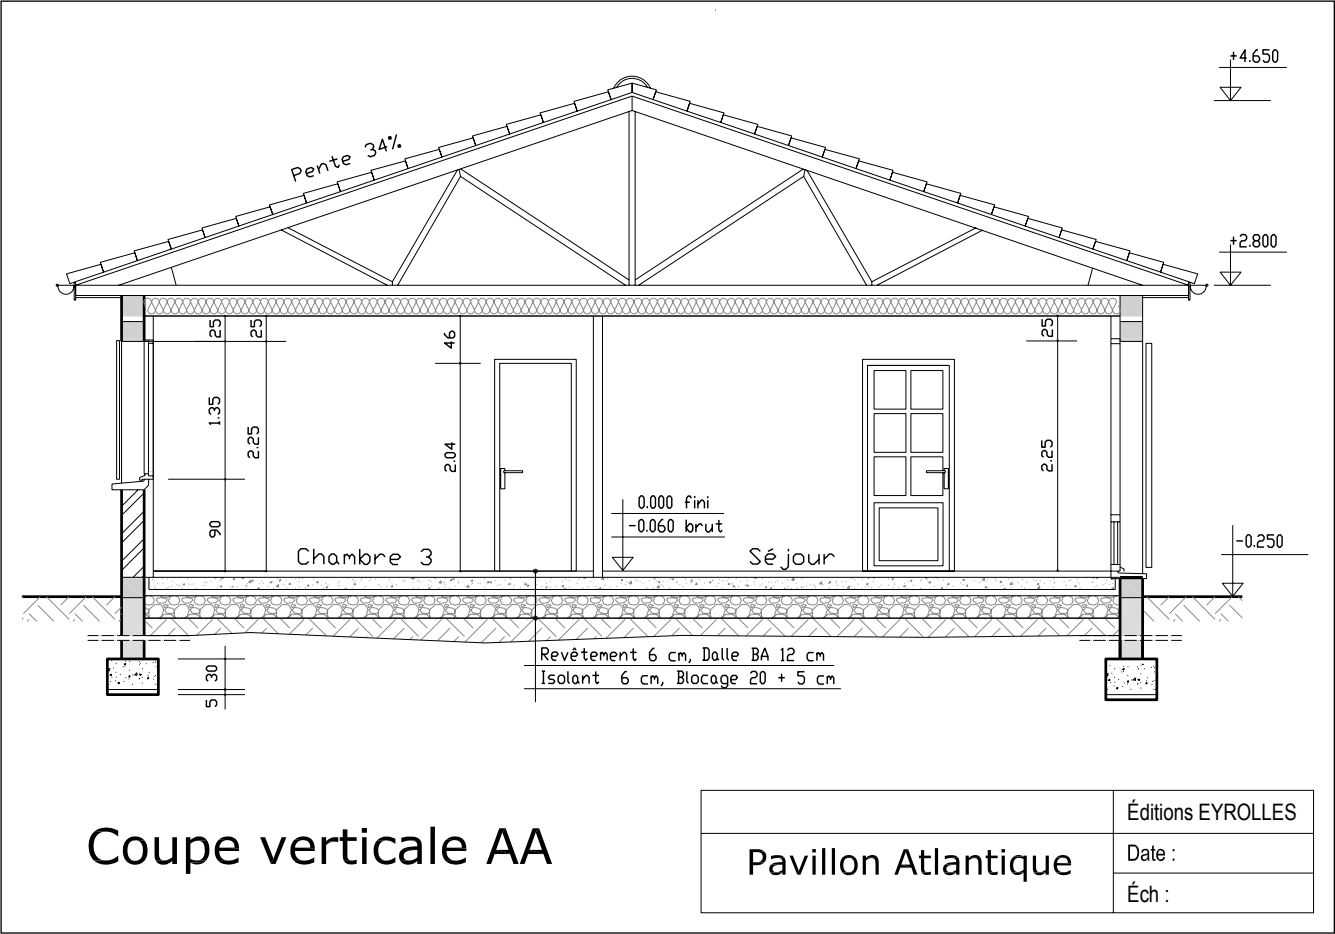 +4.650
Pente 34%
+2.800
25
25
46
25
1.35
2.25
2.04
2.25
90
0.000 fini
-0.060 brut
Chambre 3
Séjour
-0.250
30
5
Revêtement 6 cm, Dalle BA 12 cm
Isolant 6 cm, Blocage 20 + 5 cm
Coupe verticale AA
Pavillon Atlantique
Éditions EYROLLES
Date :
Éch :